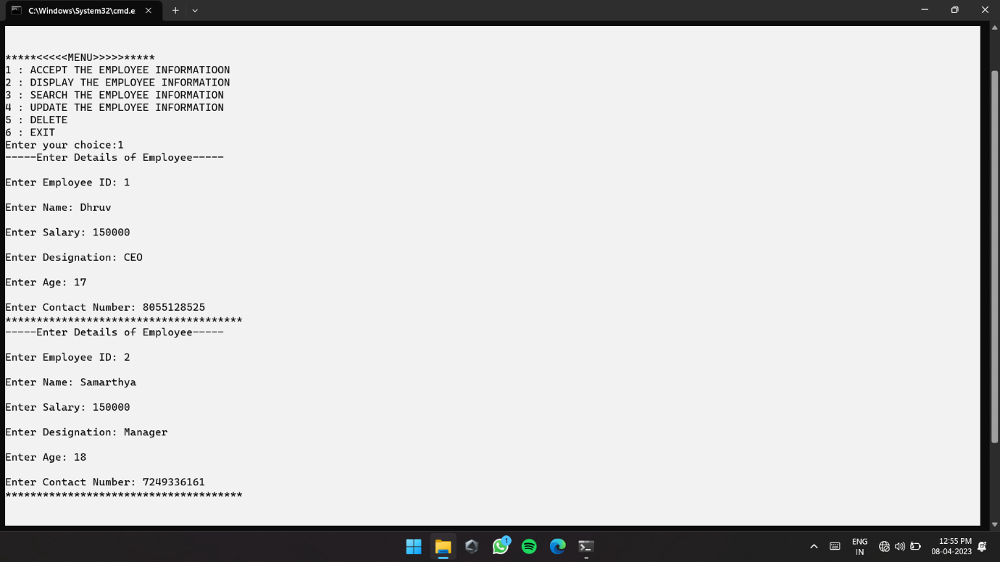 C:\Windows\System32\cmd.e
*****<<<<<MENU>>>>>*****
1 : ACCEPT THE EMPLOYEE INFORMATIOON
2 : DISPLAY THE EMPLOYEE INFORMATION
3 : SEARCH THE EMPLOYEE INFORMATION
4 : UPDATE THE EMPLOYEE INFORMATION
5 : DELETE
6 : EXIT
Enter your choice:1
-----Enter Details of Employee-----
Enter Employee ID: 1
Enter Name: Dhruv
Enter Salary: 150000
Enter Designation: CEO
Enter Age: 17
Enter Contact Number: 8055128525
**************************************
-----Enter Details of Employee-----
Enter Employee ID: 2
Enter Name: Samarthya
Enter Salary: 150000
Enter Designation: Manager
Enter Age: 18
Enter Contact Number: 7249336161
**************************************
1
ENG
IN
12:55 PM
08-04-2023